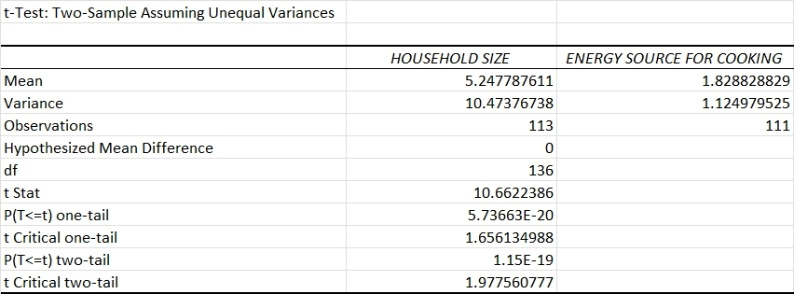 t-Test: Two-Sample Assuming Unequal Variances
HOUSEHOLD SIZE ENERGY SOURCE FOR COOKING
Mean 5.247787611 1.828828829
Variance 10.47376738 1.124979525
Observations 113 111
Hypothesized Mean Difference 0
df 136
t Stat 10.6622386
P(T<=t) one-tail 5.73663E-20
t Critical one-tail 1.656134988
P(T<=t) two-tail 1.15E-19
t Critical two-tail 1.977560777